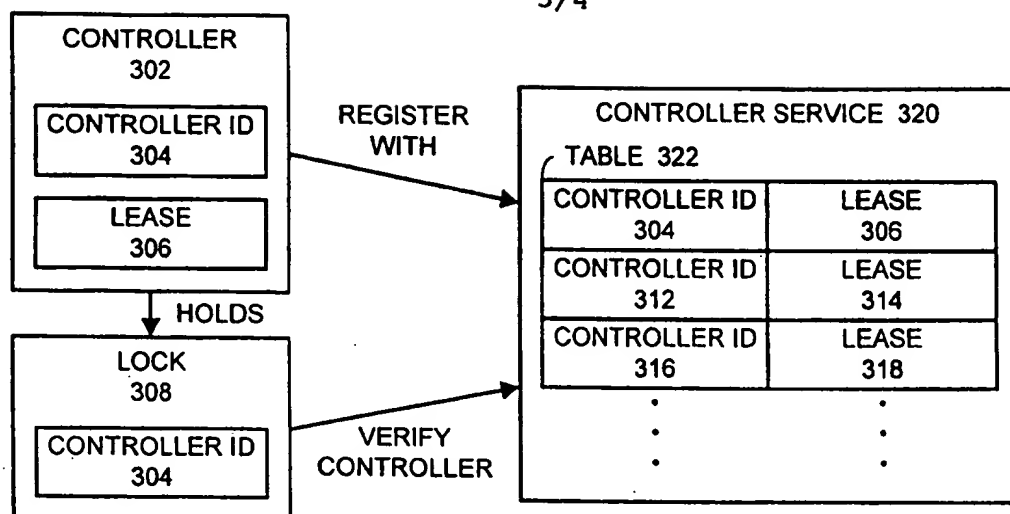 3/4
CONTROLLER
302
CONTROLLER ID
304
LEASE
306
HOLDS
LOCK
308
CONTROLLER ID
304
REGISTER
WITH
VERIFY
CONTROLLER
CONTROLLER SERVICE 320
TABLE 322
CONTROLLER ID LEASE
304 306
CONTROLLER ID LEASE
312 314
CONTROLLER ID LEASE
316 318